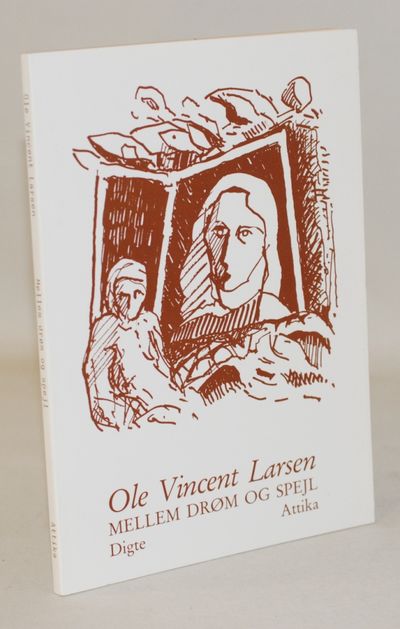 Ole Vincent Larsen
Mellem drøm og spejl
Attika
Ole Vincent Larsen
MELLEM DRØM OG SPEJL
Digte
Attika